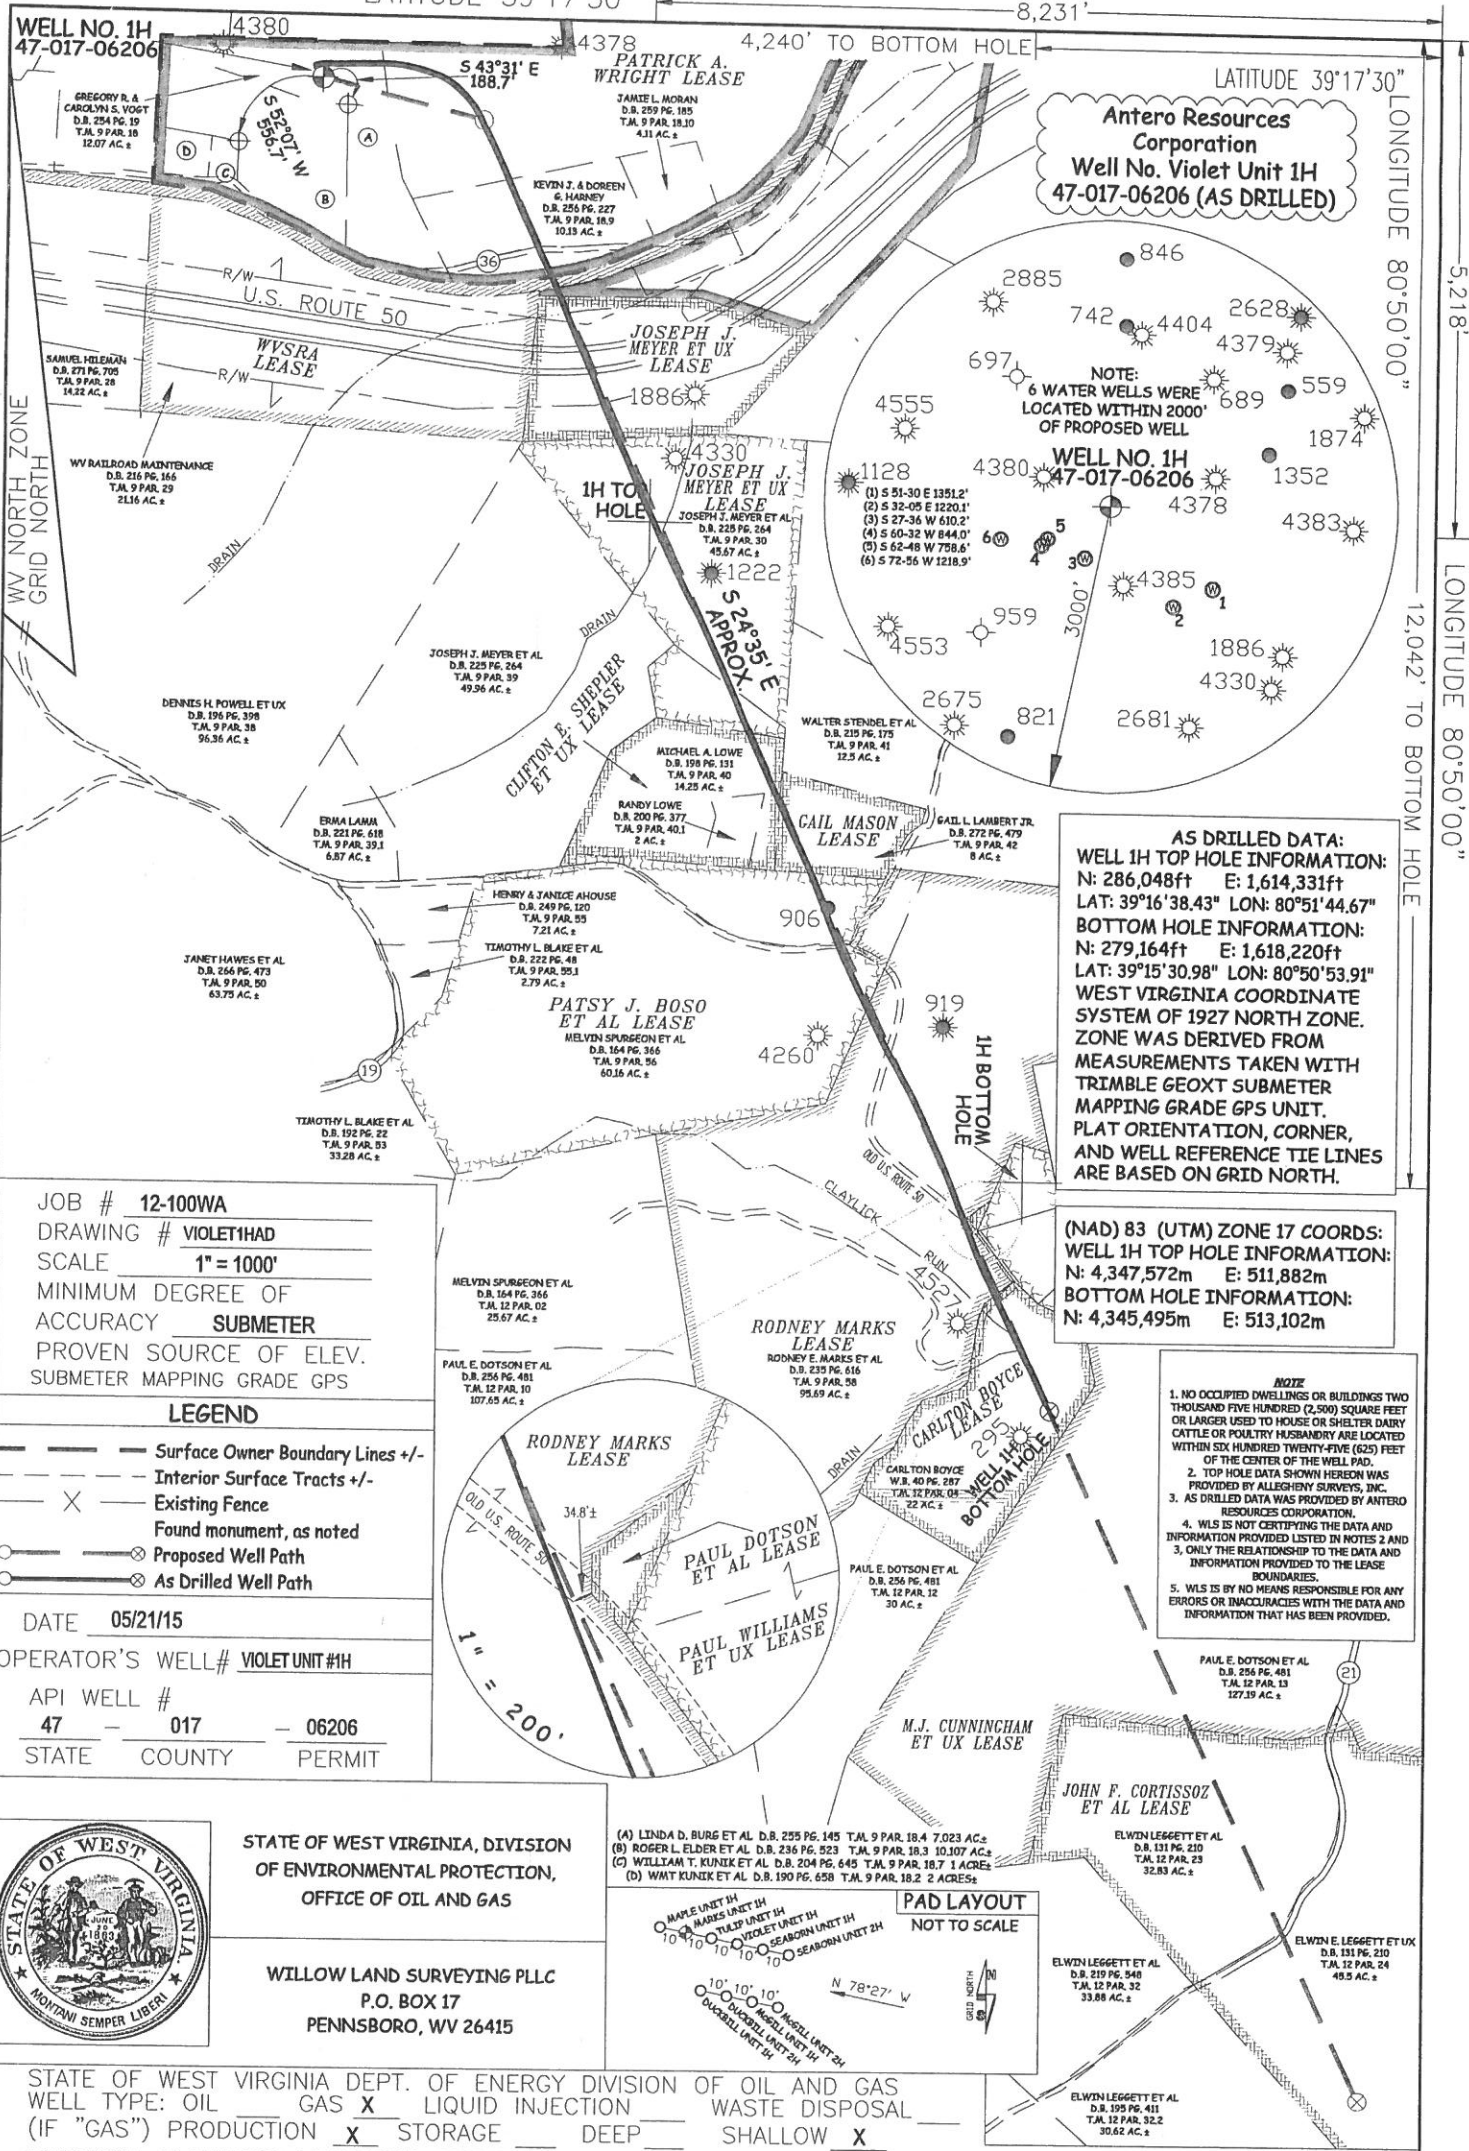 LATITUDE 39°17'30"
8,231'
WELL NO. 1H
47-017-06206
4380
4378
4,240' TO BOTTOM HOLE
S 43°31' E
188.7'
PATRICK A.
WRIGHT LEASE
LATITUDE 39°17'30"
GREGORY R. &
CAROLYN S. VOGT
D.B. 254 PG. 19
T.M. 9 PAR. 18
12.07 AC. ±
S 52°07' W
556.7'
JAMIE L. MORAN
D.B. 259 PG. 185
T.M. 9 PAR. 18.10
4.11 AC. ±
Antero Resources
Corporation
Well No. Violet Unit 1H
47-017-06206 (AS DRILLED)
LONGITUDE 80°50'00"
5,218'
A
D
C
B
KEVIN J. & DOREEN
G. HARNEY
D.B. 256 PG. 227
T.M. 9 PAR. 18.9
10.13 AC. ±
36
R/W
U.S. ROUTE 50
WVSRA
LEASE
R/W
JOSEPH J.
MEYER ET UX
LEASE
1886
SAMUEL HILEMAN
D.B. 271 PG. 705
T.M. 9 PAR. 28
14.22 AC. ±
WV NORTH ZONE
GRID NORTH
WV RAILROAD MAINTENANCE
D.B. 216 PG. 166
T.M. 9 PAR. 29
21.16 AC. ±
846
2885
742
4404
2628
4379
697
689
559
NOTE:
6 WATER WELLS WERE
LOCATED WITHIN 2000'
OF PROPOSED WELL
4555
1874
WELL NO. 1H
47-017-06206
4380
1352
1128
4378
4383
(1) S 51-30 E 1351.2'
(2) S 32-05 E 1220.1'
(3) S 27-36 W 610.2'
(4) S 60-32 W 844.0'
(5) S 62-48 W 758.6'
(6) S 72-56 W 1218.9'
6
5
4
3
4385
1
2
3000'
4553
959
1886
4330
2675
821
2681
4330
JOSEPH J.
MEYER ET UX
LEASE
1H TOP
HOLE
JOSEPH J. MEYER ET AL
D.B. 225 PG. 264
T.M. 9 PAR. 30
45.67 AC. ±
1222
S 24°35' E
APPROX.
DRAIN
DRAIN
JOSEPH J. MEYER ET AL
D.B. 225 PG. 264
T.M. 9 PAR. 39
49.96 AC. ±
DENNIS H. POWELL ET UX
D.B. 196 PG. 398
T.M. 9 PAR. 38
96.36 AC. ±
CLIFTON E. SHEPLER
ET UX LEASE
WALTER STENDEL ET AL
D.B. 215 PG. 175
T.M. 9 PAR. 41
12.5 AC. ±
MICHAEL A. LOWE
D.B. 198 PG. 131
T.M. 9 PAR. 40
14.25 AC. ±
RANDY LOWE
D.B. 200 PG. 377
T.M. 9 PAR. 40.1
2 AC. ±
GAIL MASON
LEASE
GAIL L. LAMBERT JR.
D.B. 272 PG. 479
T.M. 9 PAR. 42
8 AC. ±
ERMA LAMM
D.B. 221 PG. 618
T.M. 9 PAR. 39.1
6.87 AC. ±
LONGITUDE 80°50'00"
12,042' TO BOTTOM HOLE
AS DRILLED DATA:
WELL 1H TOP HOLE INFORMATION:
N: 286,048ft E: 1,614,331ft
LAT: 39°16'38.43" LON: 80°51'44.67"
BOTTOM HOLE INFORMATION:
N: 279,164ft E: 1,618,220ft
LAT: 39°15'30.98" LON: 80°50'53.91"
WEST VIRGINIA COORDINATE
SYSTEM OF 1927 NORTH ZONE.
ZONE WAS DERIVED FROM
MEASUREMENTS TAKEN WITH
TRIMBLE GEOXT SUBMETER
MAPPING GRADE GPS UNIT.
PLAT ORIENTATION, CORNER,
AND WELL REFERENCE TIE LINES
ARE BASED ON GRID NORTH.
HENRY & JANICE AHOUSE
D.B. 249 PG. 120
T.M. 9 PAR. 55
7.21 AC. ±
906
TIMOTHY L. BLAKE ET AL
D.B. 222 PG. 48
T.M. 9 PAR. 55.1
2.79 AC. ±
JANET HAWES ET AL
D.B. 266 PG. 473
T.M. 9 PAR. 50
63.75 AC. ±
PATSY J. BOSO
ET AL LEASE
MELVIN SPURGEON ET AL
D.B. 164 PG. 366
T.M. 9 PAR. 56
60.16 AC. ±
4260
919
1H BOTTOM
HOLE
19
TIMOTHY L. BLAKE ET AL
D.B. 192 PG. 22
T.M. 9 PAR. 53
33.28 AC. ±
OLD U.S. ROUTE 50
CLAYLICK
RUN
4527
(NAD) 83 (UTM) ZONE 17 COORDS:
WELL 1H TOP HOLE INFORMATION:
N: 4,347,572m E: 511,882m
BOTTOM HOLE INFORMATION:
N: 4,345,495m E: 513,102m
JOB # 12-100WA
DRAWING # VIOLET1HAD
SCALE 1" = 1000'
MINIMUM DEGREE OF
ACCURACY SUBMETER
PROVEN SOURCE OF ELEV.
SUBMETER MAPPING GRADE GPS
MELVIN SPURGEON ET AL
D.B. 164 PG. 366
T.M. 12 PAR. 02
25.67 AC. ±
PAUL E. DOTSON ET AL
D.B. 256 PG. 481
T.M. 12 PAR. 10
107.65 AC. ±
RODNEY MARKS
LEASE
RODNEY E. MARKS ET AL
D.B. 235 PG. 616
T.M. 9 PAR. 58
95.69 AC. ±
CARLTON BOYCE
LEASE
295
WELL 1H
BOTTOM HOLE
DRAIN
CARLTON BOYCE
W.B. 40 PG. 287
T.M. 12 PAR. 04
22 AC. ±
NOTE
1. NO OCCUPIED DWELLINGS OR BUILDINGS TWO
THOUSAND FIVE HUNDRED (2,500) SQUARE FEET
OR LARGER USED TO HOUSE OR SHELTER DAIRY
CATTLE OR POULTRY HUSBANDRY ARE LOCATED
WITHIN SIX HUNDRED TWENTY-FIVE (625) FEET
OF THE CENTER OF THE WELL PAD.
2. TOP HOLE DATA SHOWN HEREON WAS
PROVIDED BY ALLEGHENY SURVEYS, INC.
3. AS DRILLED DATA WAS PROVIDED BY ANTERO
RESOURCES CORPORATION.
4. WLS IS NOT CERTIFYING THE DATA AND
INFORMATION PROVIDED LISTED IN NOTES 2 AND
3, ONLY THE RELATIONSHIP TO THE DATA AND
INFORMATION PROVIDED TO THE LEASE
BOUNDARIES.
5. WLS IS BY NO MEANS RESPONSIBLE FOR ANY
ERRORS OR INACCURACIES WITH THE DATA AND
INFORMATION THAT HAS BEEN PROVIDED.
LEGEND
Surface Owner Boundary Lines +/-
Interior Surface Tracts +/-
X Existing Fence
Found monument, as noted
Proposed Well Path
As Drilled Well Path
RODNEY MARKS
LEASE
OLD U.S. ROUTE 50
34.8'±
PAUL DOTSON
ET AL LEASE
PAUL WILLIAMS
ET UX LEASE
1" = 200'
PAUL E. DOTSON ET AL
D.B. 256 PG. 481
T.M. 12 PAR. 12
30 AC. ±
DATE 05/21/15
OPERATOR'S WELL# VIOLET UNIT #1H
API WELL #
47 - 017 - 06206
STATE COUNTY PERMIT
PAUL E. DOTSON ET AL
D.B. 256 PG. 481
T.M. 12 PAR. 13
127.19 AC. ±
21
M.J. CUNNINGHAM
ET UX LEASE
JOHN F. CORTISSOZ
ET AL LEASE
ELWIN LEGGETT ET AL
D.B. 131 PG. 210
T.M. 12 PAR. 23
32.83 AC. ±
STATE OF WEST VIRGINIA
JUNE
20
1863
MONTANI SEMPER LIBERI
STATE OF WEST VIRGINIA, DIVISION
OF ENVIRONMENTAL PROTECTION,
OFFICE OF OIL AND GAS
WILLOW LAND SURVEYING PLLC
P.O. BOX 17
PENNSBORO, WV 26415
(A) LINDA D. BURG ET AL D.B. 255 PG. 145 T.M. 9 PAR. 18.4 7.023 AC±
(B) ROGER L. ELDER ET AL D.B. 236 PG. 523 T.M. 9 PAR. 18.3 10.107 AC±
(C) WILLIAM T. KUNIK ET AL D.B. 204 PG. 645 T.M. 9 PAR. 18.7 1 ACRE±
(D) WMT KUNIK ET AL D.B. 190 PG. 658 T.M. 9 PAR. 18.2 2 ACRES±
PAD LAYOUT
NOT TO SCALE
MAPLE UNIT 1H
MARKS UNIT 1H
TULIP UNIT 1H
VIOLET UNIT 1H
SEABORN UNIT 1H
SEABORN UNIT 2H
10' 10' 10' 10' 10'
10' 10' 10'
DUCKBILL UNIT 1H
DUCKBILL UNIT 2H
MCGILL UNIT 1H
MCGILL UNIT 2H
N 78°27' W
GRID NORTH
N
ELWIN E. LEGGETT ET UX
D.B. 131 PG. 210
T.M. 12 PAR. 24
45.5 AC. ±
ELWIN LEGGETT ET AL
D.B. 219 PG. 548
T.M. 12 PAR. 32
33.88 AC. ±
ELWIN LEGGETT ET AL
D.B. 195 PG. 411
T.M. 12 PAR. 32.2
30.62 AC. ±
STATE OF WEST VIRGINIA DEPT. OF ENERGY DIVISION OF OIL AND GAS
WELL TYPE: OIL ___ GAS X LIQUID INJECTION ___ WASTE DISPOSAL ___
(IF "GAS") PRODUCTION X STORAGE ___ DEEP ___ SHALLOW X